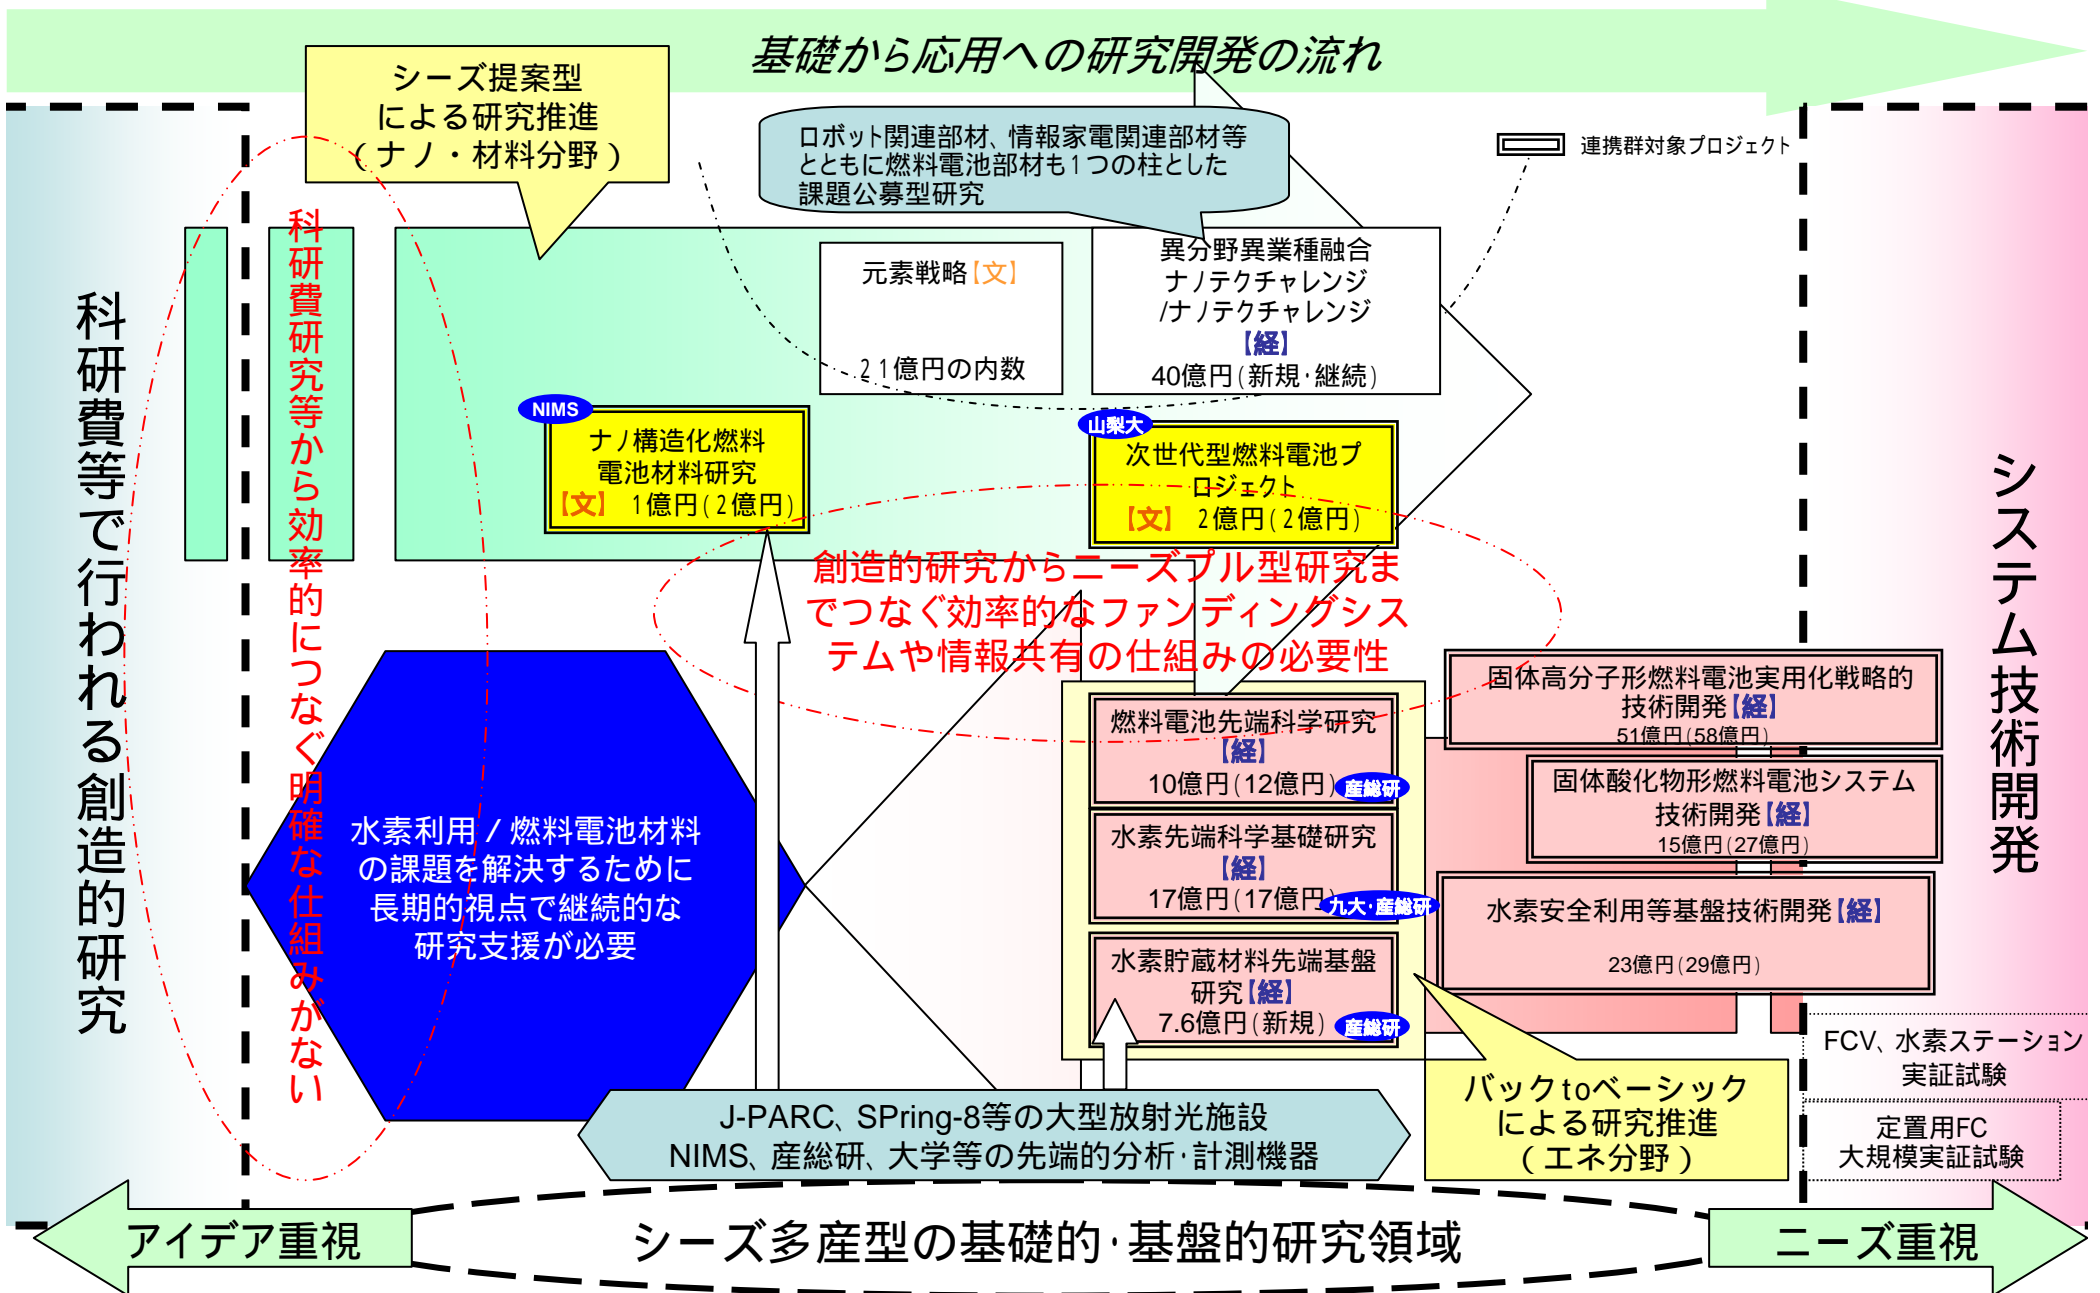 基礎から応用への研究開発の流れ
シーズ提案型
による研究推進
（ナノ・材料分野）
ロボット関連部材、情報家電関連部材等
とともに燃料電池部材も1つの柱とした
課題公募型研究
連携群対象プロジェクト
科研費等で行われる創造的研究
科研費研究等から効率的につなぐ明確な仕組みがない
元素戦略【文】
21億円の内数
異分野異業種融合
ナノテクチャレンジ
/ナノテクチャレンジ
【経】
40億円(新規・継続)
NIMS
ナノ構造化燃料
電池材料研究
【文】 1億円(2億円)
山梨大
次世代型燃料電池プ
ロジェクト
【文】 2億円(2億円)
創造的研究からニーズプル型研究ま
でつなぐ効率的なファンディングシス
テムや情報共有の仕組みの必要性
システム技術開発
水素利用／燃料電池材料
の課題を解決するために
長期的視点で継続的な
研究支援が必要
燃料電池先端科学研究
【経】
10億円(12億円)
産総研
水素先端科学基礎研究
【経】
17億円(17億円)
九大・産総研
水素貯蔵材料先端基盤
研究【経】
7.6億円(新規)
産総研
固体高分子形燃料電池実用化戦略的
技術開発【経】
51億円(58億円)
固体酸化物形燃料電池システム
技術開発【経】
15億円(27億円)
水素安全利用等基盤技術開発【経】
23億円(29億円)
FCV、水素ステーション
実証試験
定置用FC
大規模実証試験
バックtoベーシック
による研究推進
（エネ分野）
J-PARC、SPring-8等の大型放射光施設
NIMS、産総研、大学等の先端的分析・計測機器
アイデア重視
シーズ多産型の基礎的・基盤的研究領域
ニーズ重視